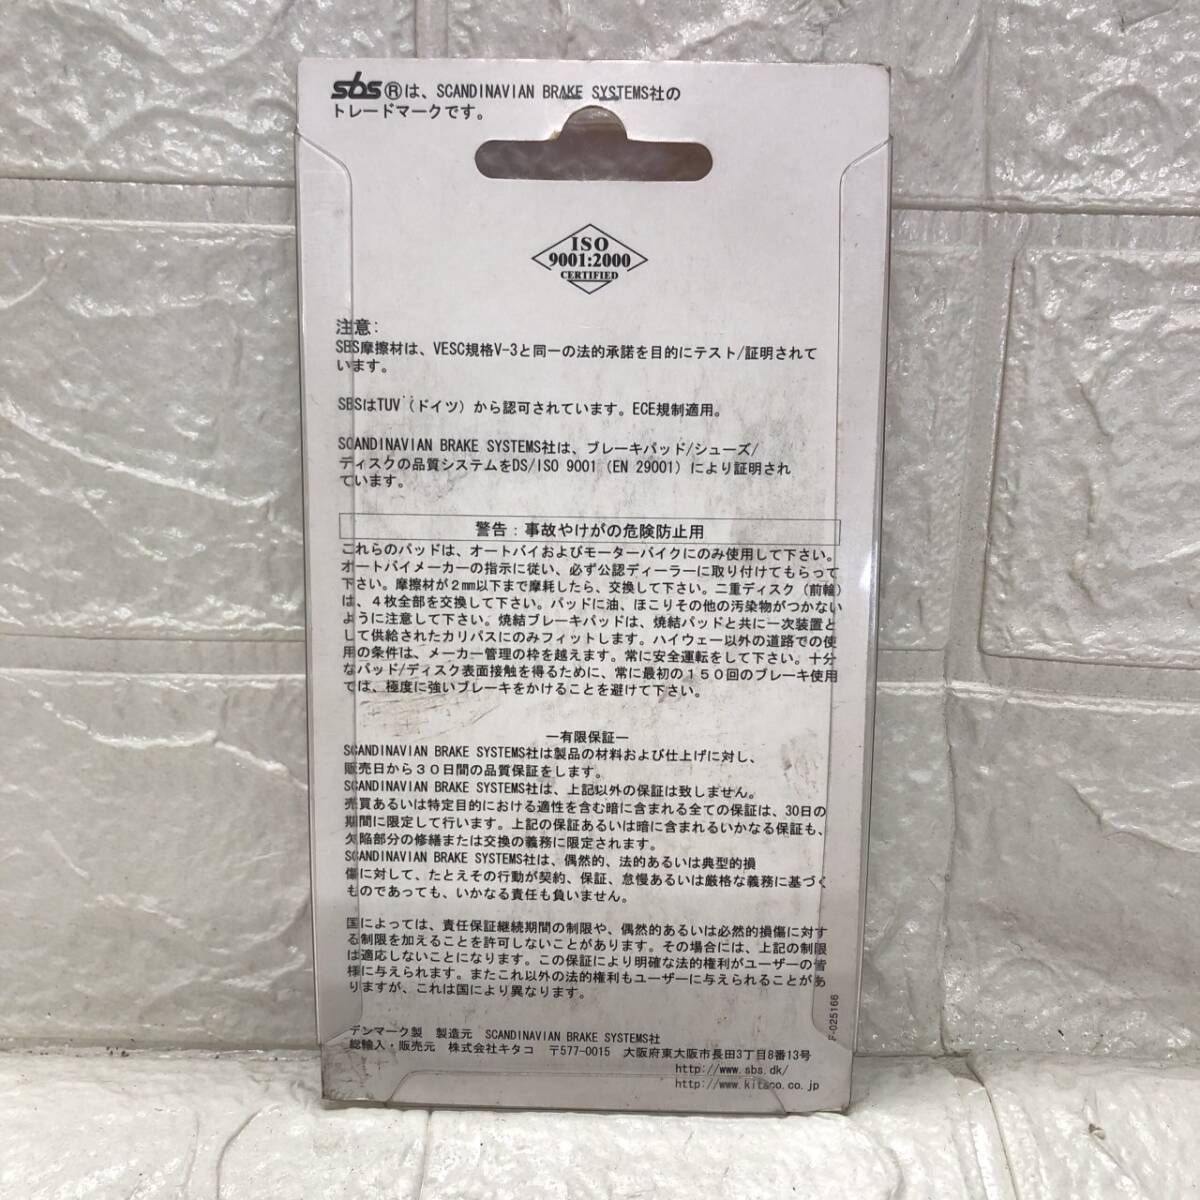 sbs®は、SCANDINAVIAN BRAKE SYSTEMS社の
トレードマークです。
ISO
9001:2000
CERTIFIED
注意:
SBS摩擦材は、VESC規格V-3と同一の法的承諾を目的にテスト/証明されて
います。
SBSはTUV（ドイツ）から認可されています。ECE規制適用。
SCANDINAVIAN BRAKE SYSTEMS社は、ブレーキパッド/シューズ/
ディスクの品質システムをDS/ISO 9001（EN 29001）により証明され
ています。
警告：事故やけがの危険防止用
これらのパッドは、オートバイおよびモーターバイクにのみ使用して下さい。
オートバイメーカーの指示に従い、必ず公認ディーラーに取り付けてもらって
下さい。摩擦材が２㎜以下まで摩耗したら、交換して下さい。二重ディスク（前輪）
は、４枚全部を交換して下さい。パッドに油、ほこりその他の汚染物がつかない
ように注意して下さい。焼結ブレーキパッドは、焼結パッドと共に一次装置と
して供給されたカリパスにのみフィットします。ハイウェー以外の道路での使
用の条件は、メーカー管理の枠を越えます。常に安全運転をして下さい。十分
なパッド/ディスク表面接触を得るために、常に最初の１５０回のブレーキ使用
では、極度に強いブレーキをかけることを避けて下さい。
―有限保証―
SCANDINAVIAN BRAKE SYSTEMS社は製品の材料および仕上げに対し、
販売日から３０日間の品質保証をします。
SCANDINAVIAN BRAKE SYSTEMS社は、上記以外の保証は致しません。
売買あるいは特定目的における適性を含む暗に含まれる全ての保証は、30日の
期間に限定して行います。上記の保証あるいは暗に含まれるいかなる保証も、
欠陥部分の修繕または交換の義務に限定されます。
SCANDINAVIAN BRAKE SYSTEMS社は、偶然的、法的あるいは典型的損
傷に対して、たとえその行動が契約、保証、怠慢あるいは厳格な義務に基づく
ものであっても、いかなる責任も負いません。
国によっては、責任保証継続期間の制限や、偶然的あるいは必然的損傷に対す
る制限を加えることを許可しないことがあります。その場合には、上記の制限
は適応しないことになります。この保証により明確な法的権利がユーザーの皆
様に与えられます。またこれ以外の法的権利もユーザーに与えられることがあ
りますが、これは国により異なります。
F-025166
デンマーク製 製造元 SCANDINAVIAN BRAKE SYSTEMS社
総輸入・販売元 株式会社キタコ 〒577-0015 大阪府東大阪市長田3丁目8番13号
http://www.sbs.dk/
http://www.kitaco.co.jp